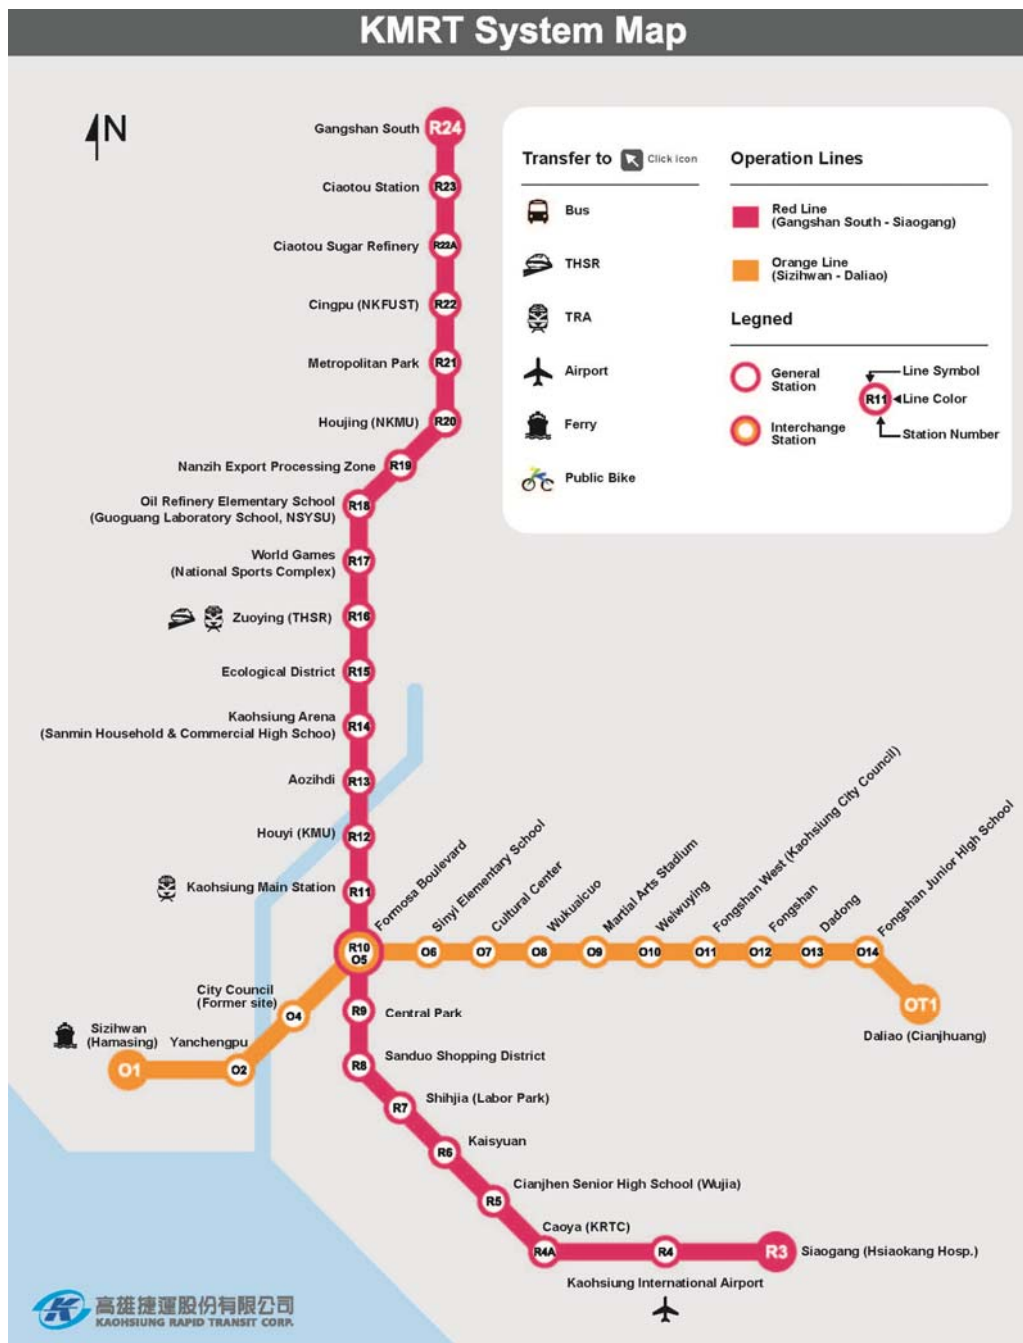 KMRT System Map
N
Gangshan South
R24
Ciaotou Station
R23
Ciaotou Sugar Refinery
R22A
Cingpu (NKFUST)
R22
Metropolitan Park
R21
Houjing (NKMU)
R20
Nanzih Export Processing Zone
R19
Oil Refinery Elementary School
(Guoguang Laboratory School, NSYSU)
R18
World Games
(National Sports Complex)
R17
Zuoying (THSR)
R16
Ecological District
R15
Kaohsiung Arena
(Sanmin Household & Commercial High Schoo)
R14
Aozihdi
R13
Houyi (KMU)
R12
Kaohsiung Main Station
R11
Transfer to
Click icon
Bus
THSR
TRA
Airport
Ferry
Public Bike
Operation Lines
Red Line
(Gangshan South - Siaogang)
Orange Line
(Sizihwan - Daliao)
Legned
General
Station
Interchange
Station
R11
Line Symbol
Line Color
Station Number
Formosa Boulevard
Sinyi Elementary School
Cultural Center
Wukuaicuo
Martial Arts Stadium
Weiwuying
Fongshan West (Kaohsiung City Council)
Fongshan
Dadong
Fongshan Junior High School
R10
O5
O6
O7
O8
O9
O10
O11
O12
O13
O14
OT1
Daliao (Cianjhuang)
City Council
(Former site)
O4
Sizihwan
(Hamasing)
Yanchengpu
O1
O2
R9
Central Park
R8
Sanduo Shopping District
R7
Shihjia (Labor Park)
R6
Kaisyuan
R5
Cianjhen Senior High School (Wujia)
Caoya (KRTC)
R4A
R4
R3
Siaogang (Hsiaokang Hosp.)
Kaohsiung International Airport
K
高雄捷運股份有限公司
KAOHSIUNG RAPID TRANSIT CORP.